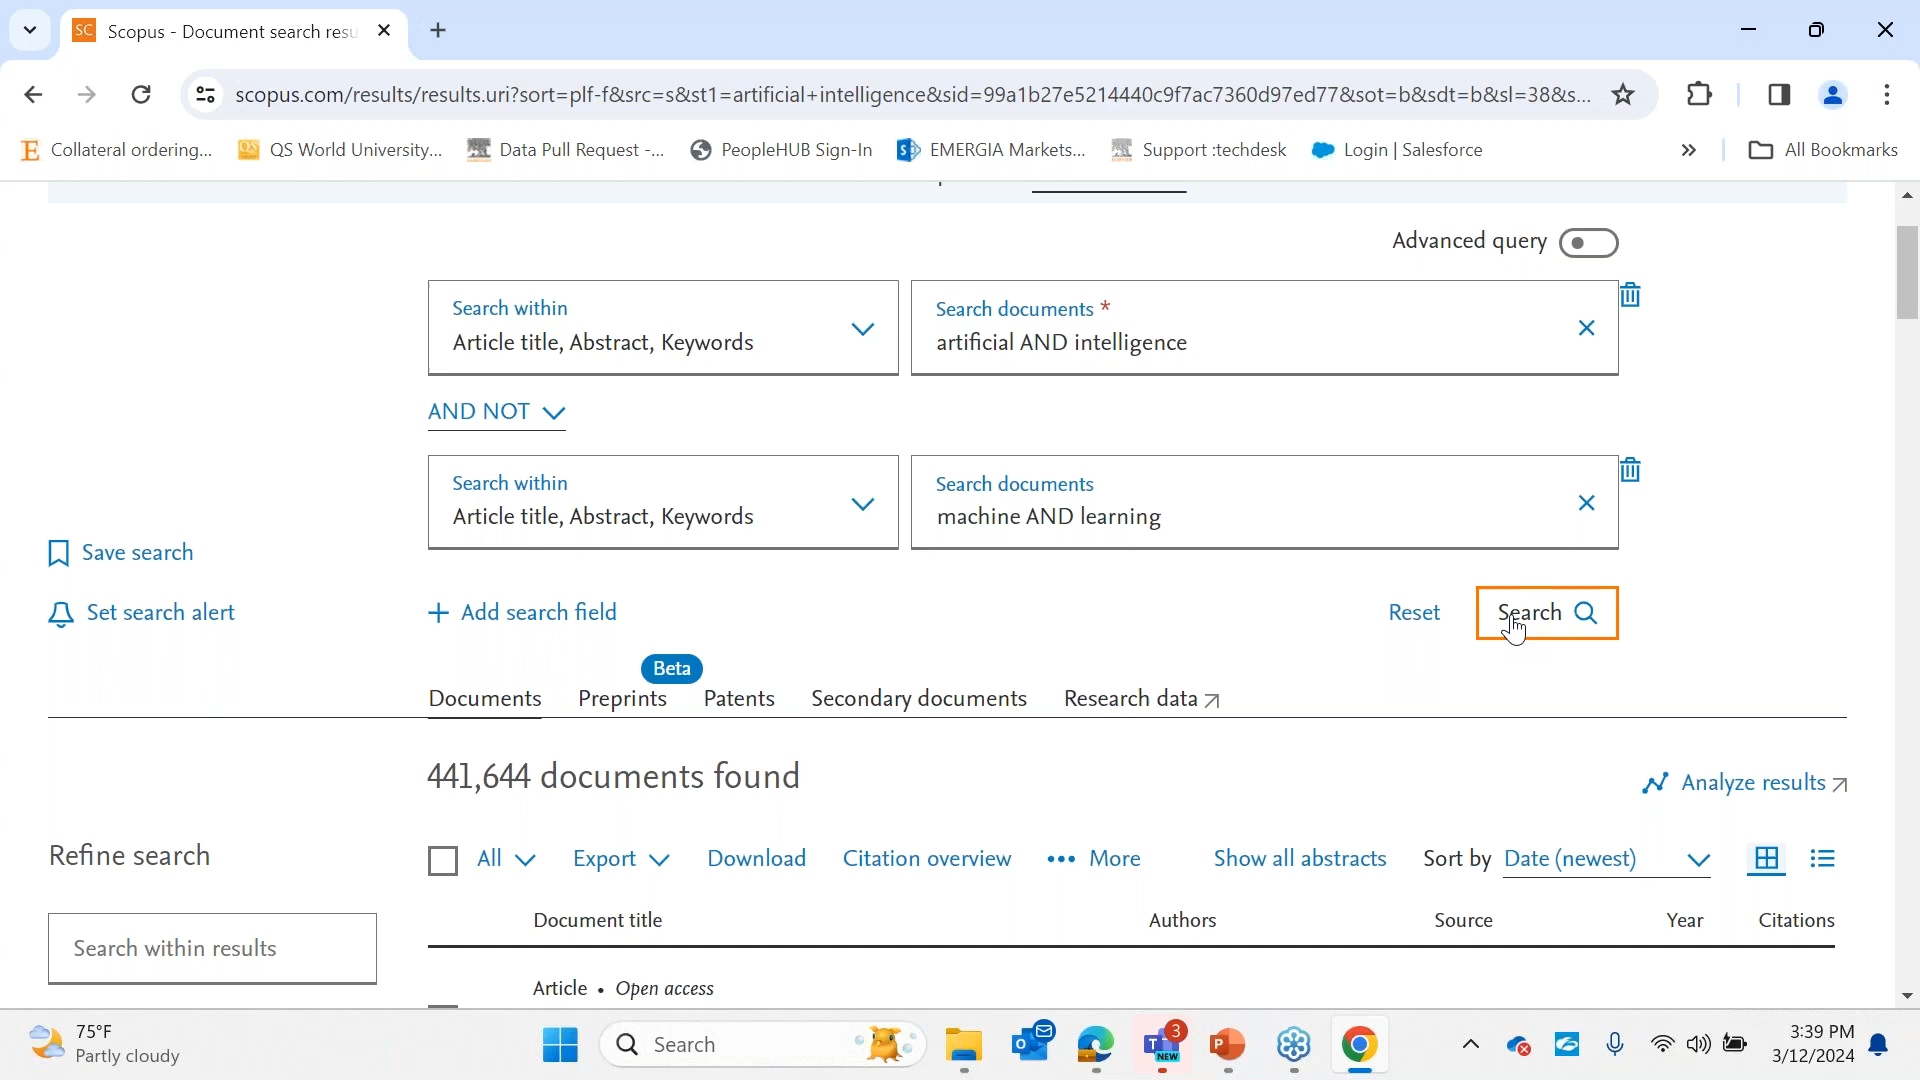 SC Scopus - Document search resu
scopus.com/results/results.uri?sort=plf-f&src=s&st1=artificial+intelligence&sid=99a1b27e5214440c9f7ac7360d97ed77&sot=b&sdt=b&sl=38&s...
Collateral ordering... QS QS World University... Data Pull Request -... PeopleHUB Sign-In EMERGIA Markets... Support :techdesk Login | Salesforce » All Bookmarks
Advanced query
Search within
Article title, Abstract, Keywords
Search documents *
artificial AND intelligence
AND NOT
Search within
Article title, Abstract, Keywords
Search documents
machine AND learning
Save search
Set search alert
+ Add search field
Reset
Search
Beta
Documents Preprints Patents Secondary documents Research data
441,644 documents found
Analyze results
Refine search
All Export Download Citation overview ••• More Show all abstracts Sort by Date (newest)
Document title Authors Source Year Citations
Search within results
Article • Open access
75°F
Partly cloudy
Search
3
NEW
3:39 PM
3/12/2024